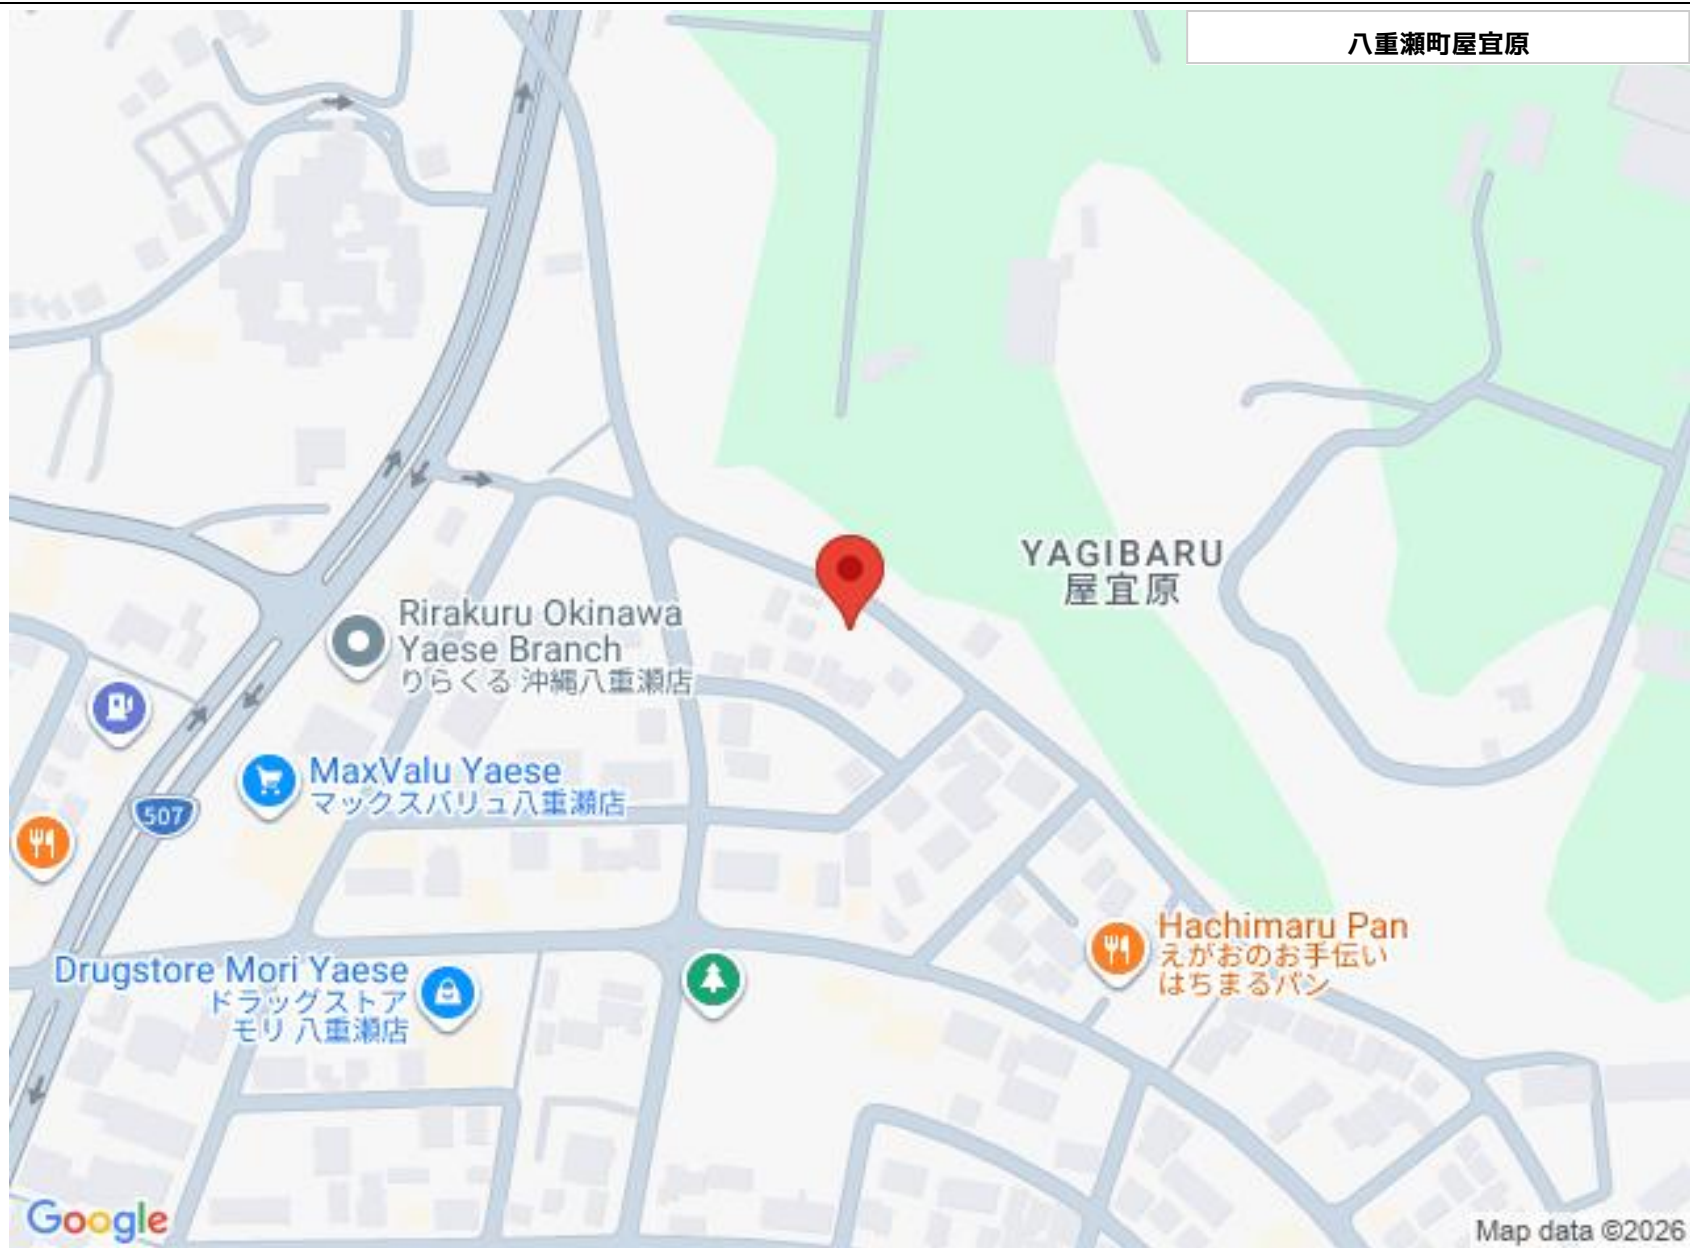 八重瀬町屋宜原
YAGIBARU
屋宜原
Rirakuru Okinawa
Yaese Branch
りらくる 沖縄八重瀬店
MaxValu Yaese
マックスバリュ八重瀬店
507
Hachimaru Pan
えがおのお手伝い
はちまるパン
Drugstore Mori Yaese
ドラッグストア
モリ 八重瀬店
Google
Map data ©2026